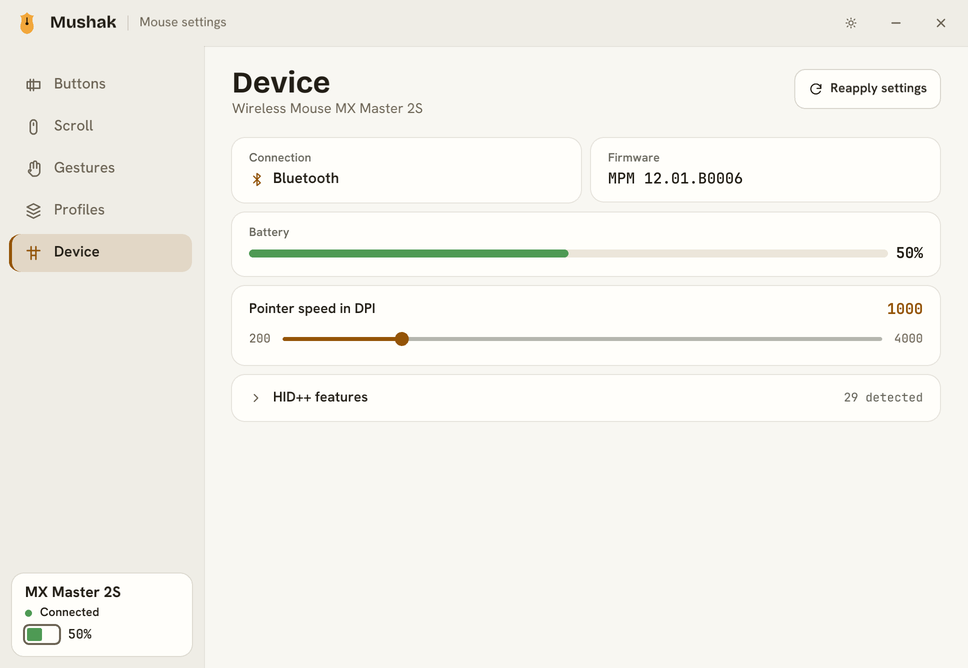 Mushak
Mouse settings
Buttons
Scroll
Gestures
Profiles
Device
MX Master 2S
Connected
50%
Device
Wireless Mouse MX Master 2S
Reapply settings
Connection
Bluetooth
Firmware
MPM 12.01.B0006
Battery
50%
Pointer speed in DPI
1000
200
4000
HID++ features
29 detected